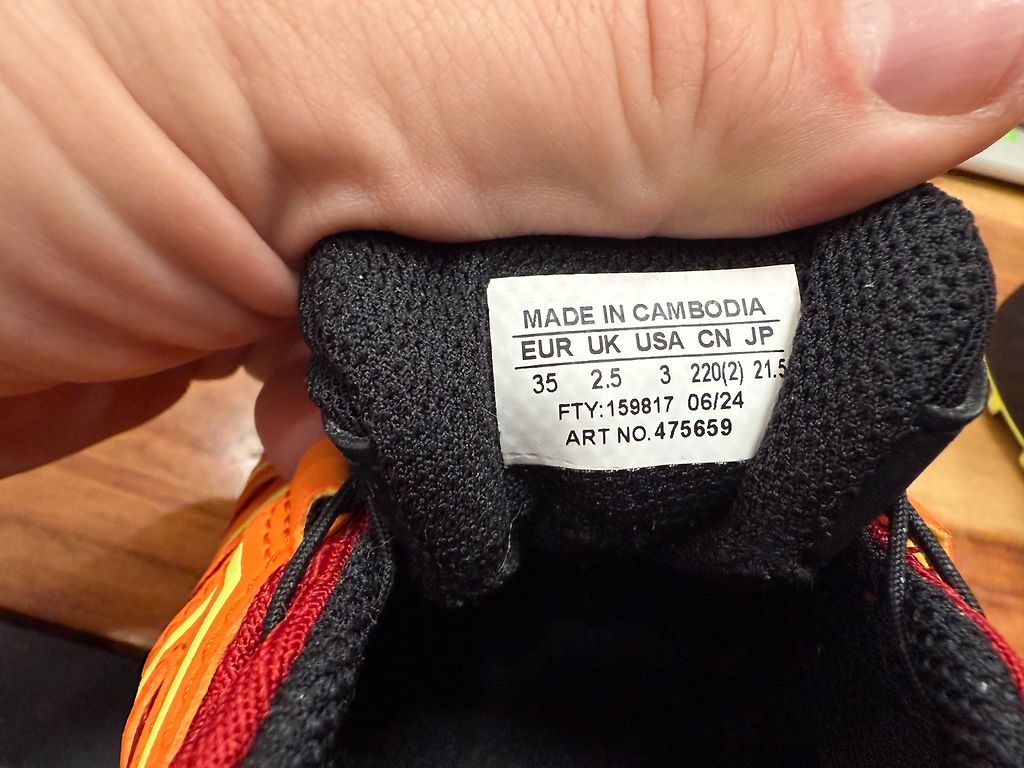 MADE IN CAMBODIA
EUR UK USA CN JP
35 2.5 3 220(2) 21.5
FTY:159817 06/24
ART NO.475659